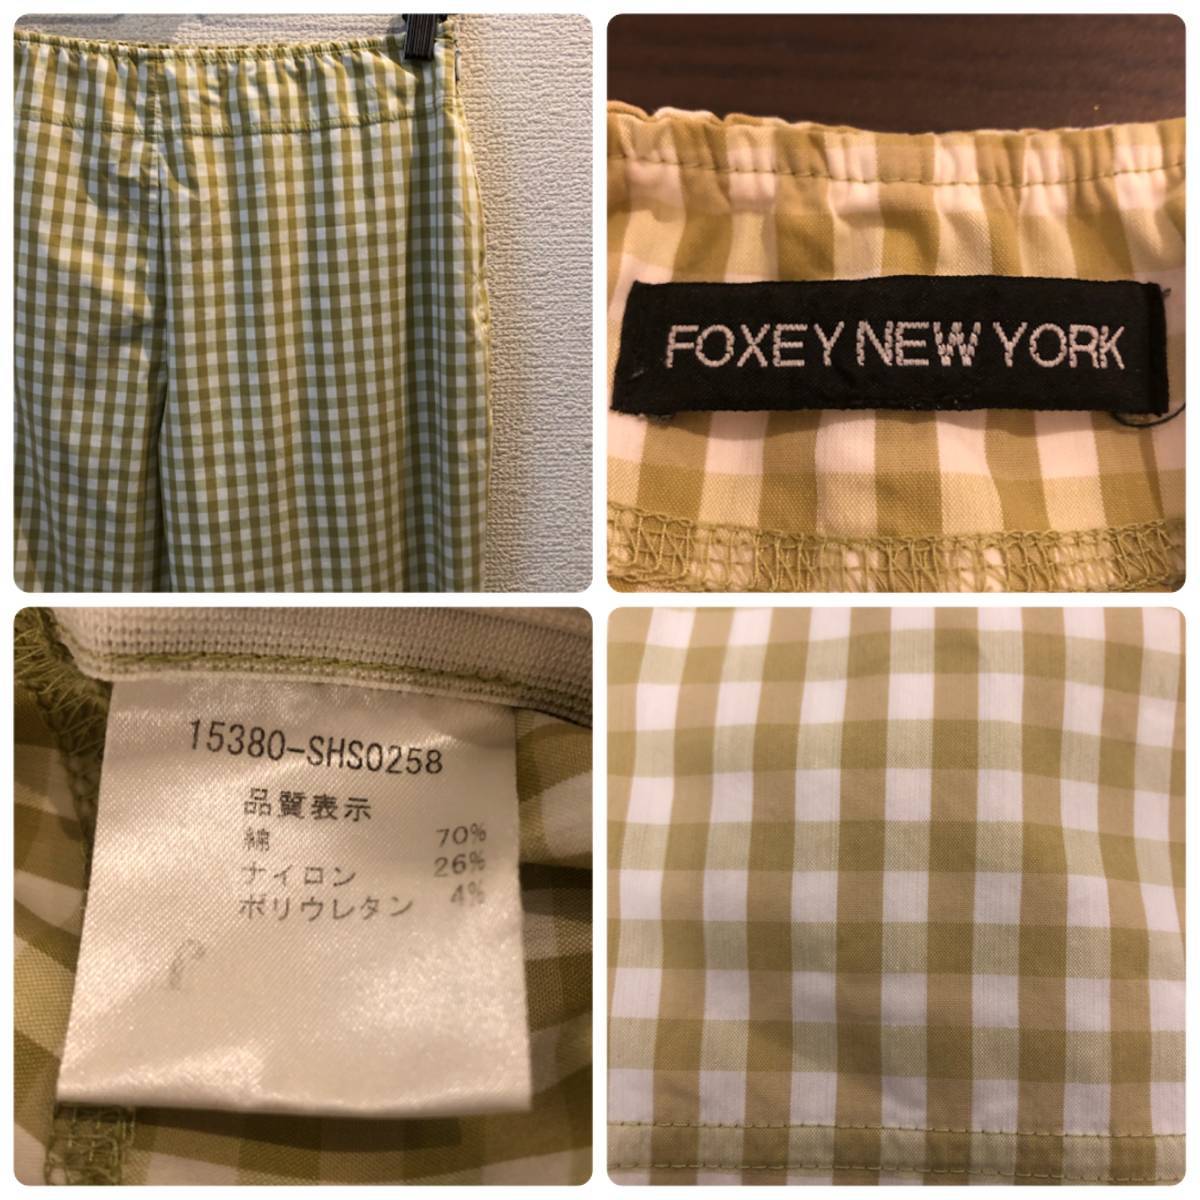 FOXEY NEW YORK
15380-SHS0258
品質表示
綿 70%
ナイロン 26%
ポリウレタン 4%